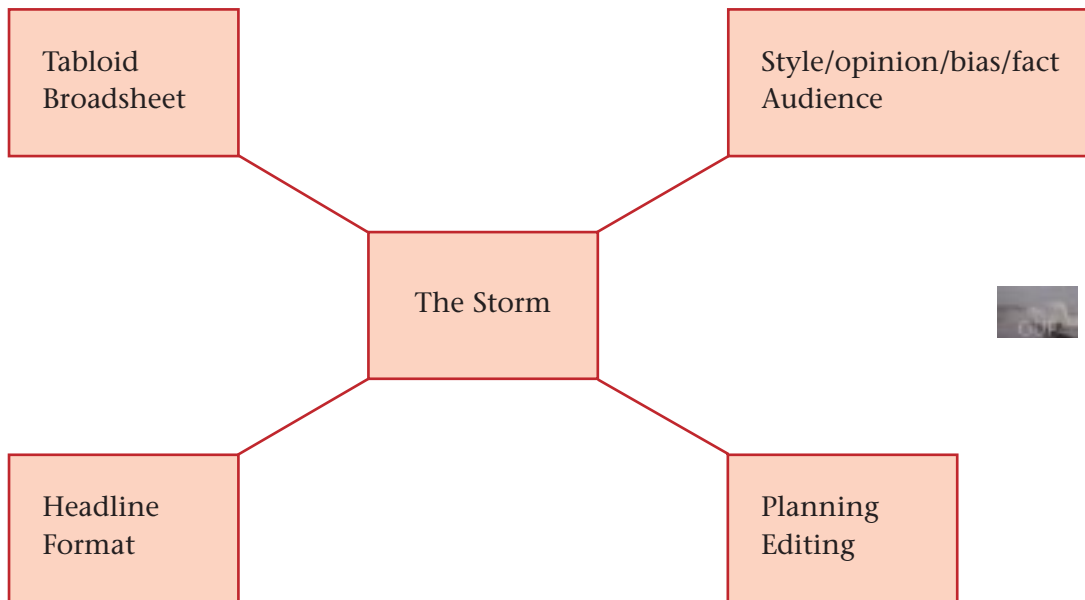 Tabloid
Broadsheet
Style/opinion/bias/fact
Audience
The Storm
Headline
Format
Planning
Editing